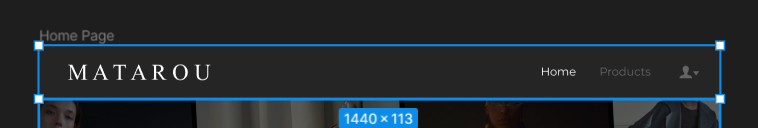 Home Page
MATAROU
Home Products
1440 × 113